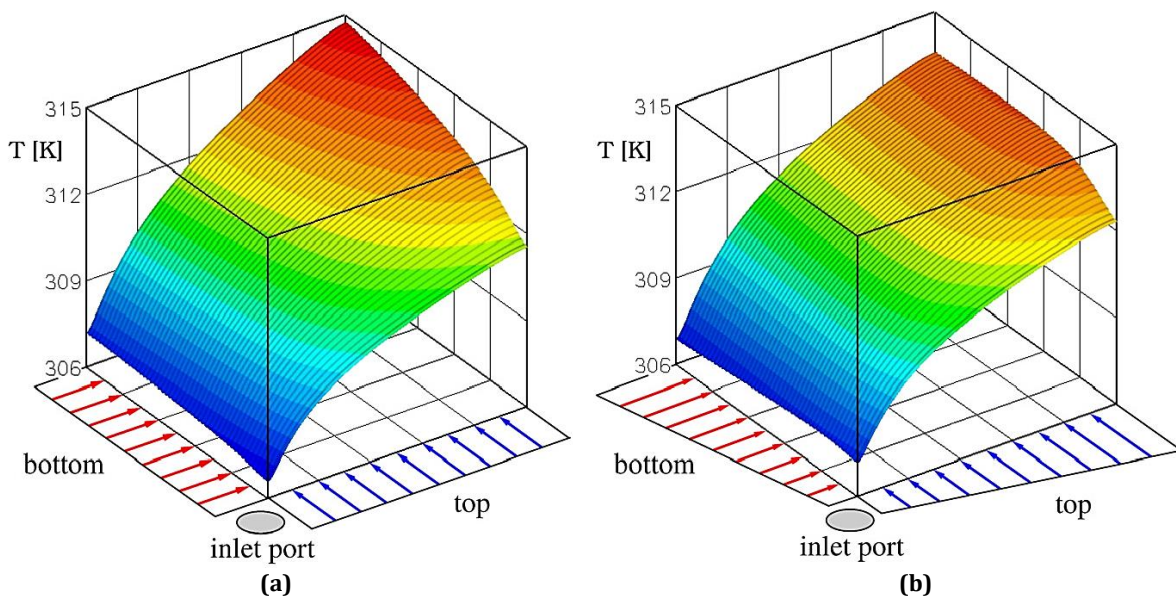 315
T [K]
312
309
306
bottom
top
inlet port
(a)
315
T [K]
312
309
306
bottom
top
inlet port
(b)